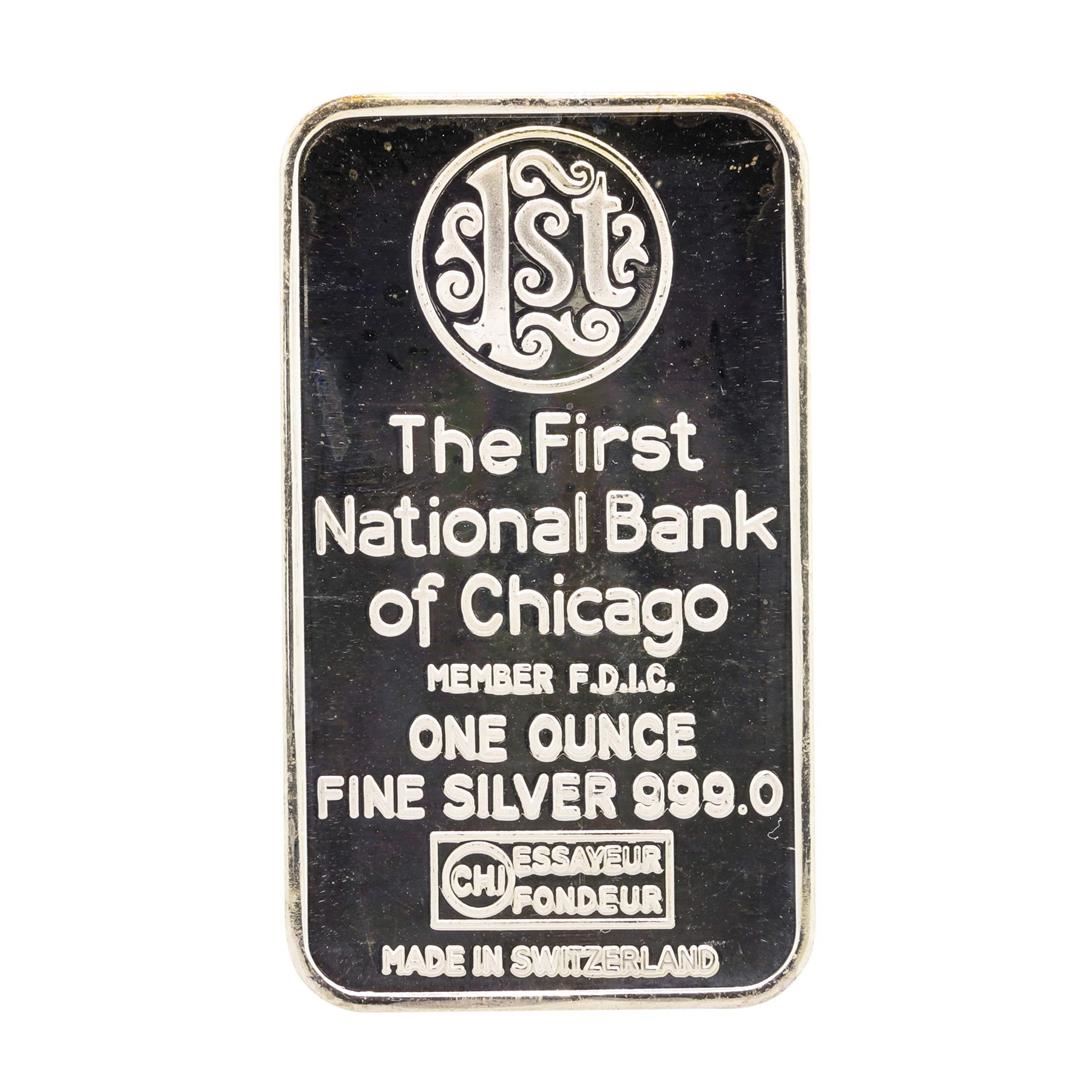 1st
The First
National Bank
of Chicago
MEMBER F.D.I.C.
ONE OUNCE
FINE SILVER 999.0
CHI ESSAYEUR
FONDEUR
MADE IN SWITZERLAND